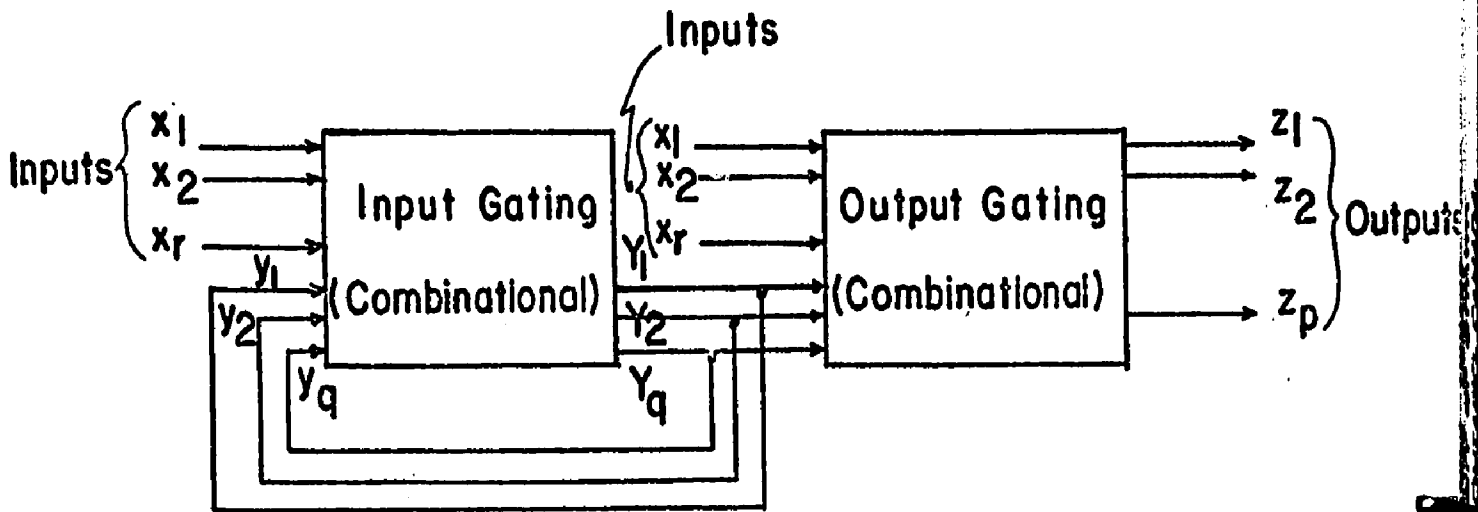 Inputs
Inputs
x1
x2
xr
y1
y2
yq
Input Gating
(Combinational)
x1
x2
xr
Y1
Y2
Yq
Output Gating
(Combinational)
z1
z2
zp
Outputs